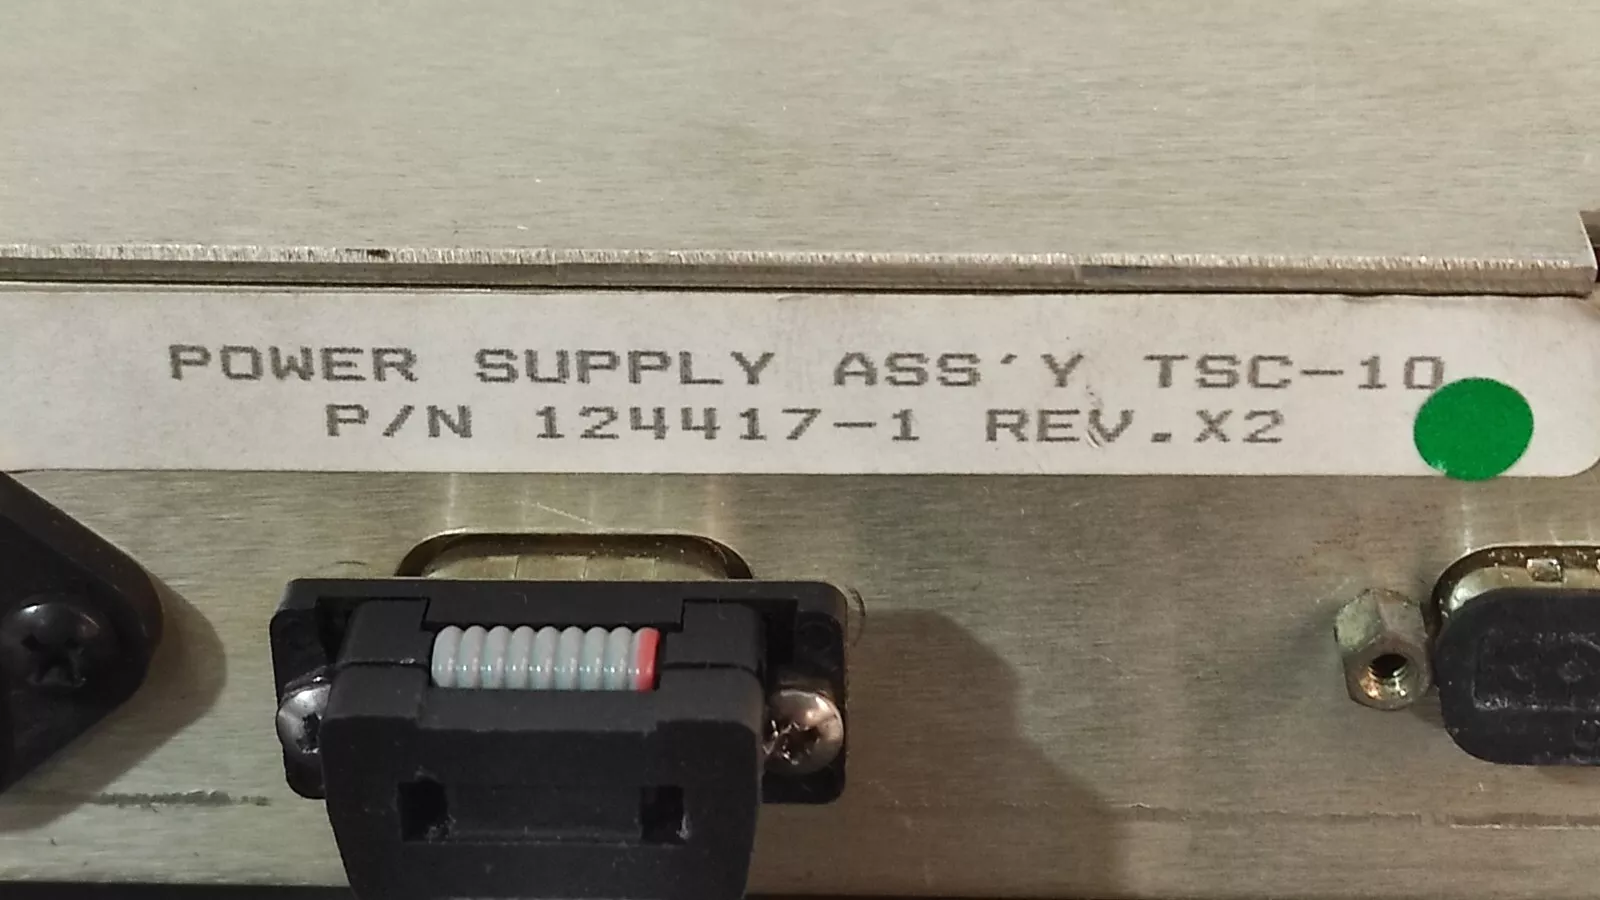 POWER SUPPLY ASS'Y TSC-10
P/N 124417-1 REV.X2